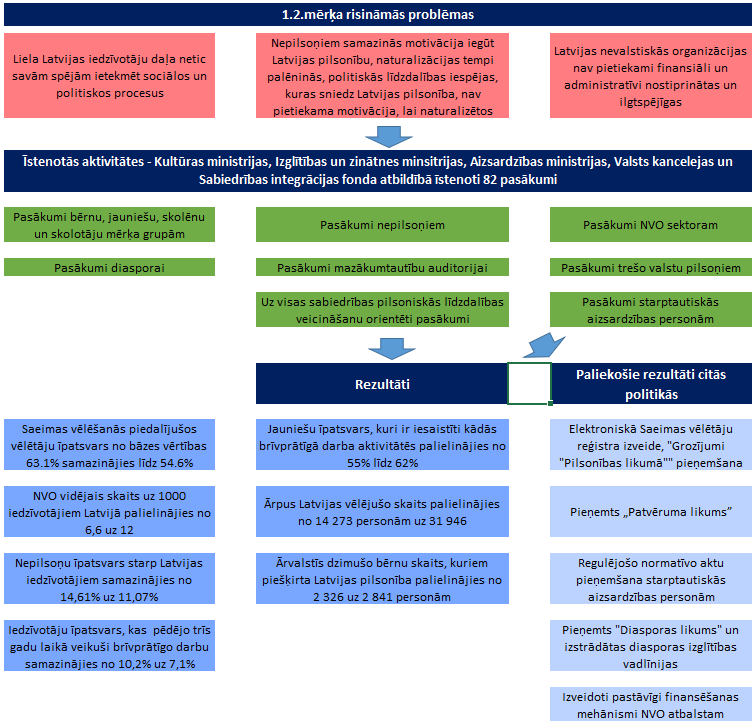 1.2.mērķa risināmās problēmas
Liela Latvijas iedzīvotāju daļa netic
savām spējām ietekmēt sociālos un
politiskos procesus
Nepilsoņiem samazinās motivācija iegūt
Latvijas pilsonību, naturalizācijas tempi
palēninās, politiskās līdzdalības iespējas,
kuras sniedz Latvijas pilsonība, nav
pietiekama motivācija, lai naturalizētos
Latvijas nevalstiskās organizācijas
nav pietiekami finansiāli un
administratīvi nostiprinātas un
ilgtspējīgas
Īstenotās aktivitātes - Kultūras ministrijas, Izglītības un zinātnes minsitrijas, Aizsardzības ministrijas, Valsts kancelejas un
Sabiedrības integrācijas fonda atbildībā īstenoti 82 pasākumi
Pasākumi bērnu, jauniešu, skolēnu
un skolotāju mērķa grupām
Pasākumi nepilsoņiem
Pasākumi NVO sektoram
Pasākumi diasporai
Pasākumi mazākumtautību auditorijai
Pasākumi trešo valstu pilsoņiem
Uz visas sabiedrības pilsoniskās līdzdalības
veicināšanu orientēti pasākumi
Pasākumi starptautiskās
aizsardzības personām
Rezultāti
Paliekošie rezultāti citās
politikās
Saeimas vēlēšanās piedalījušos
vēlētāju īpatsvars no bāzes vērtības
63.1% samazinājies līdz 54.6%
Jauniešu īpatsvars, kuri ir iesaistīti kādās
brīvprātīgā darba aktivitātēs palielinājies no
55% līdz 62%
Elektroniskā Saeimas vēlētāju
reģistra izveide, "Grozījumi
"Pilsonības likumā"" pieņemšana
NVO vidējais skaits uz 1000
iedzīvotājiem Latvijā palielinājies no
6,6 uz 12
Ārpus Latvijas vēlējušo skaits palielinājies
no 14 273 personām uz 31 946
Pieņemts „Patvēruma likums”
Nepilsoņu īpatsvars starp Latvijas
iedzīvotājiem samazinājies no
14,61% uz 11,07%
Ārvalstīs dzimušo bērnu skaits, kuriem
piešķirta Latvijas pilsonība palielinājies no
2 326 uz 2 841 personām
Regulējošo normatīvo aktu
pieņemšana starptautiskās
aizsardzības personām
Iedzīvotāju īpatsvars, kas pēdējo trīs
gadu laikā veikuši brīvprātīgo darbu
samazinājies no 10,2% uz 7,1%
Pieņemts "Diasporas likums" un
izstrādātas diasporas izglītības
vadlīnijas
Izveidoti pastāvīgi finansēšanas
mehānismi NVO atbalstam